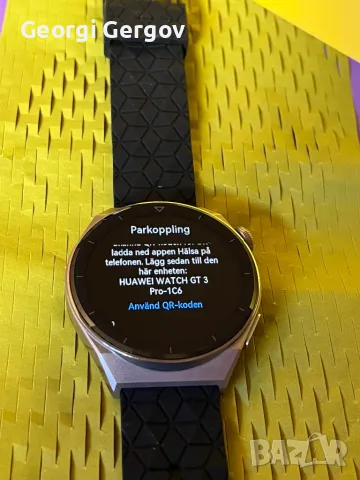 Georgi Gergov
Parkoppling
ladda ned appen Hälsa på
telefonen. Lägg sedan till den
här enheten:
HUAWEI WATCH GT 3
Pro-1C6
Använd QR-koden
BAZAR